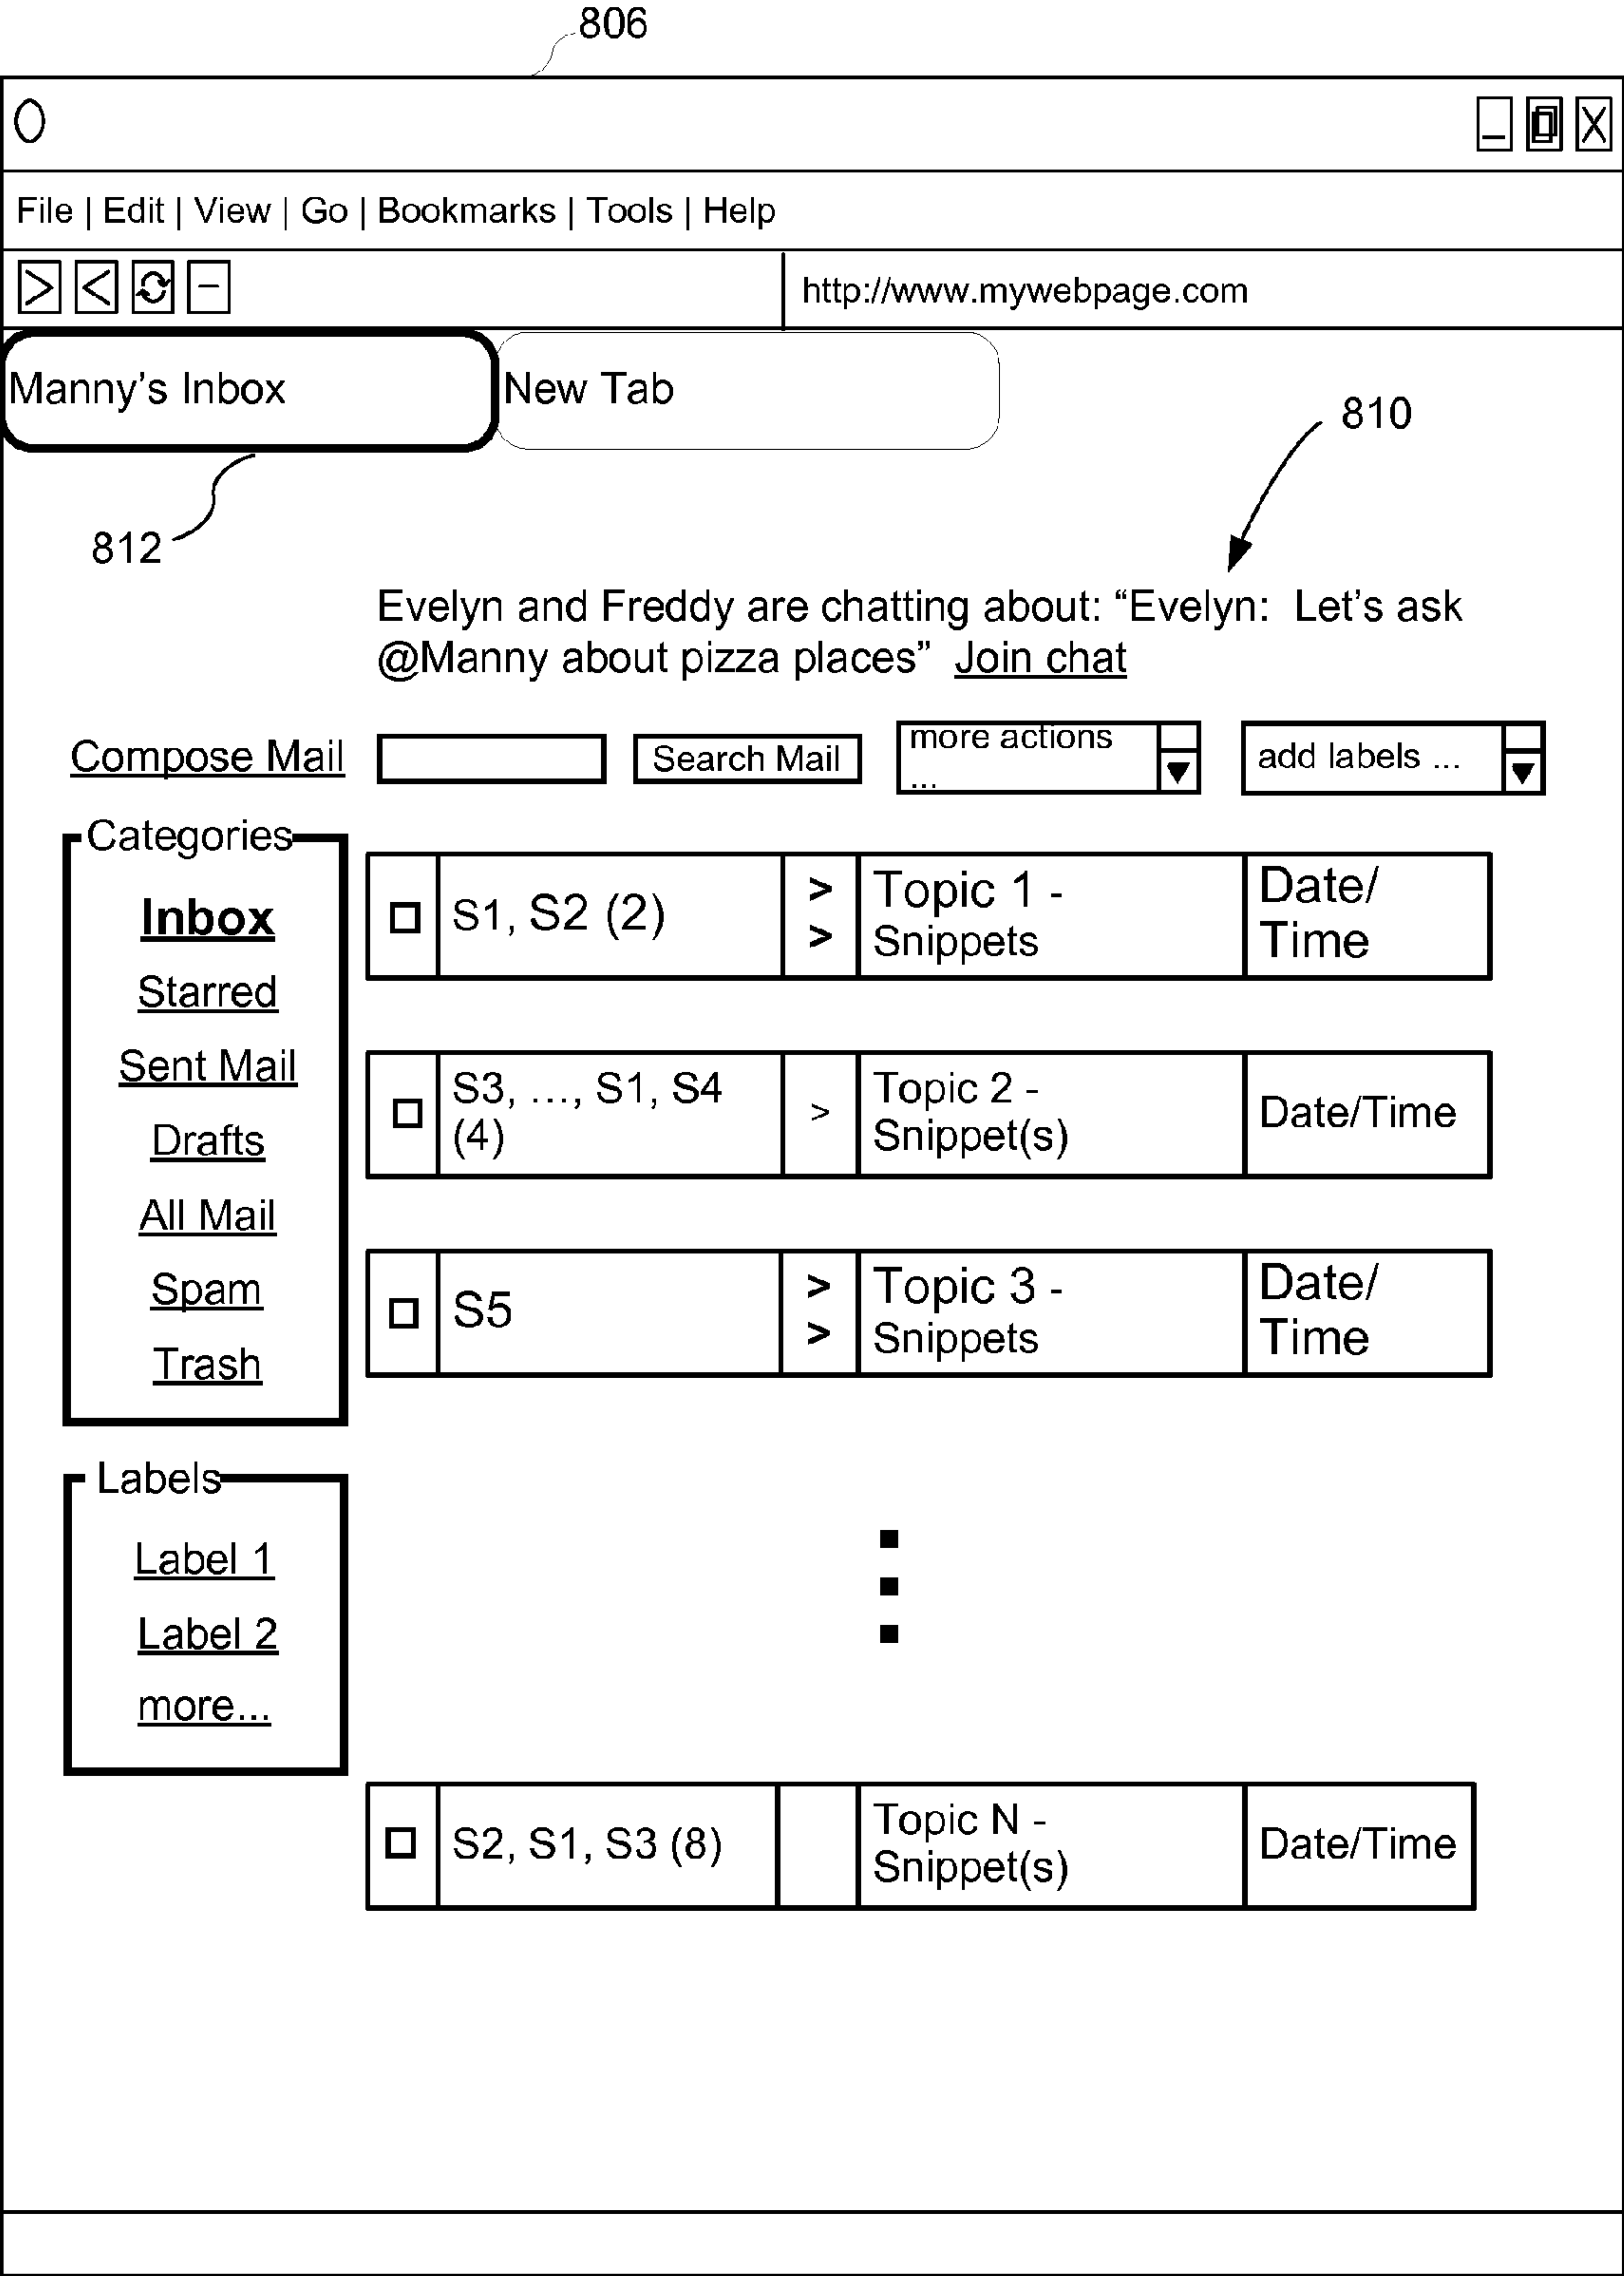 806
File | Edit | View | Go | Bookmarks | Tools | Help
http://www.mywebpage.com
Manny’s Inbox
New Tab
810
812
Evelyn and Freddy are chatting about: “Evelyn:  Let’s ask
@Manny about pizza places”  Join chat
Compose Mail
Search Mail
more actions
...
add labels ...
Categories
Inbox
Starred
Sent Mail
Drafts
All Mail
Spam
Trash
Labels
Label 1
Label 2
more...
S1, S2 (2)
>
>
Topic 1 -
Snippets
Date/
Time
S3, ..., S1, S4
(4)
>
Topic 2 -
Snippet(s)
Date/Time
S5
>
>
Topic 3 -
Snippets
Date/
Time
S2, S1, S3 (8)
Topic N -
Snippet(s)
Date/Time